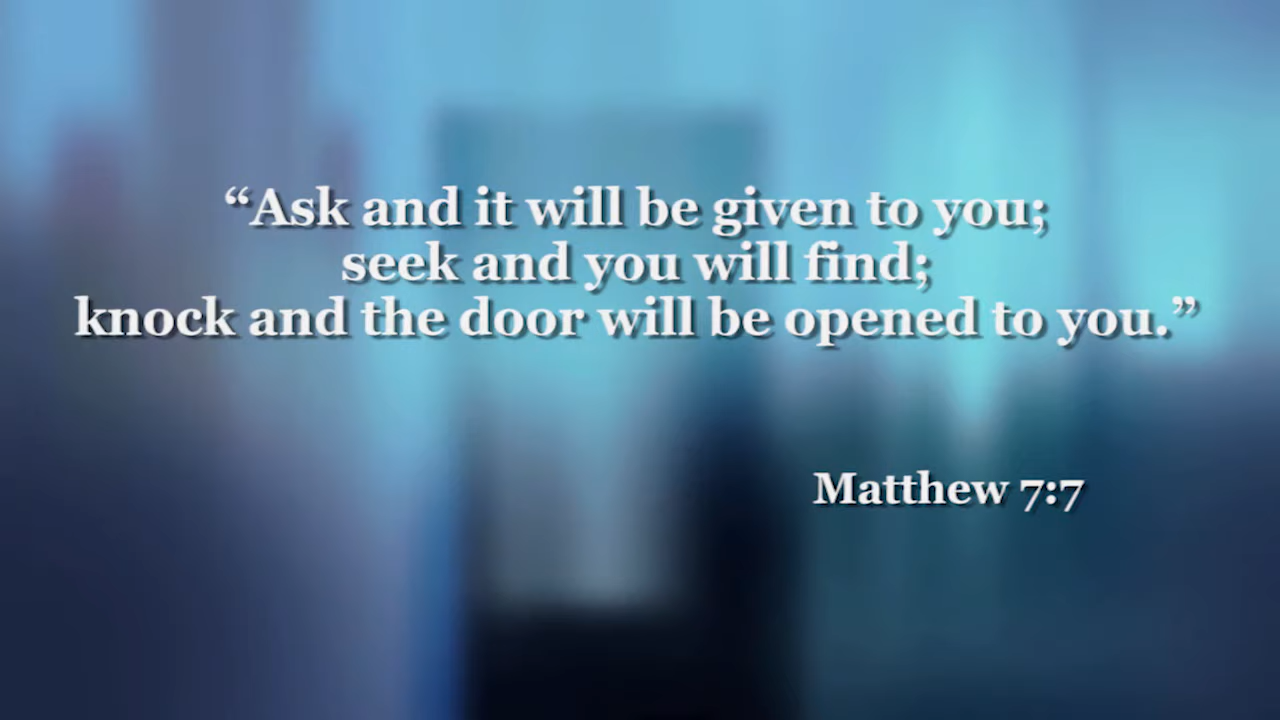 “Ask and it will be given to you;
seek and you will find;
knock and the door will be opened to you.”
Matthew 7:7